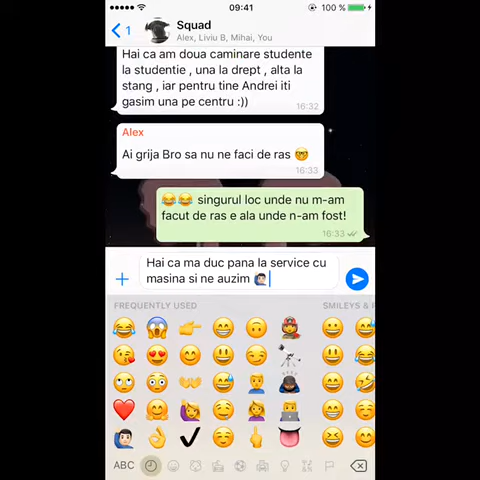 09:41
100 %
1
Squad
Alex, Liviu B, Mihai, You
Hai ca am doua caminare studente
la studentie , una la drept , alta la
stang , iar pentru tine Andrei iti
gasim una pe centru :))
16:32
Alex
Ai grija Bro sa nu ne faci de ras 🤓
16:33
😂😂 singurul loc unde nu m-am
facut de ras e ala unde n-am fost!
16:33
Hai ca ma duc pana la service cu
masina si ne auzim 🙋🏻‍♂️
FREQUENTLY USED
SMILEYS & P
ABC